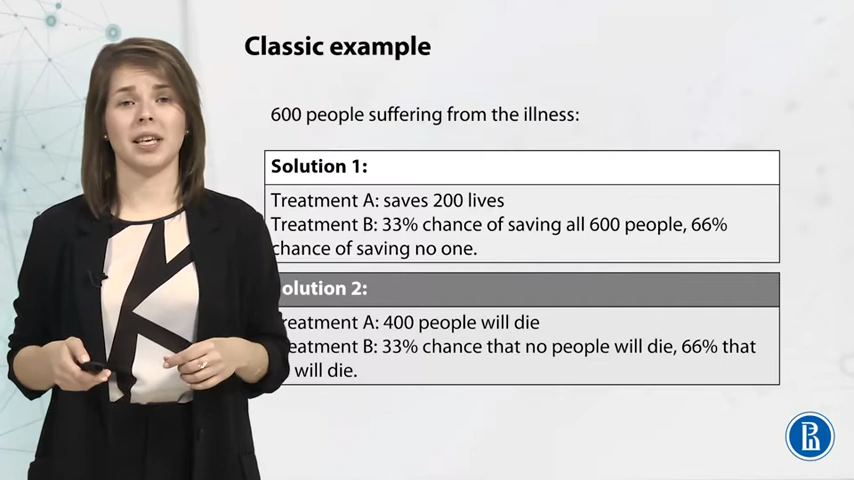 Classic example
600 people suffering from the illness:
Solution 1:
Treatment A: saves 200 lives
Treatment B: 33% chance of saving all 600 people, 66%
chance of saving no one.
olution 2:
reatment A: 400 people will die
eatment B: 33% chance that no people will die, 66% that
will die.